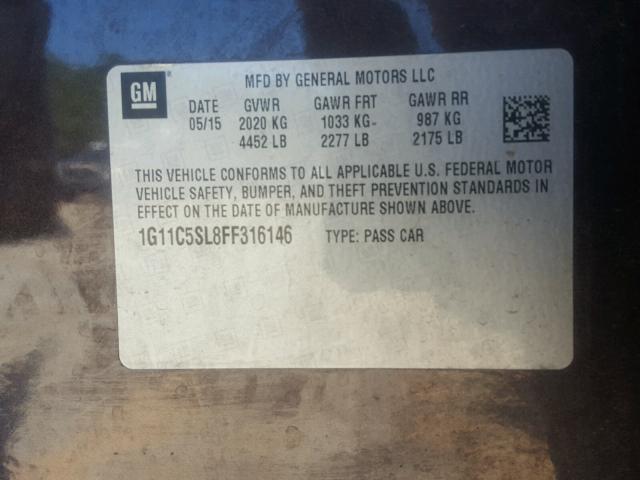 GM
MFD BY GENERAL MOTORS LLC
DATE GVWR GAWR FRT GAWR RR
05/15 2020 KG 1033 KG 987 KG
4452 LB 2277 LB 2175 LB
THIS VEHICLE CONFORMS TO ALL APPLICABLE U.S. FEDERAL MOTOR
VEHICLE SAFETY, BUMPER, AND THEFT PREVENTION STANDARDS IN
EFFECT ON THE DATE OF MANUFACTURE SHOWN ABOVE.
1G11C5SL8FF316146 TYPE: PASS CAR